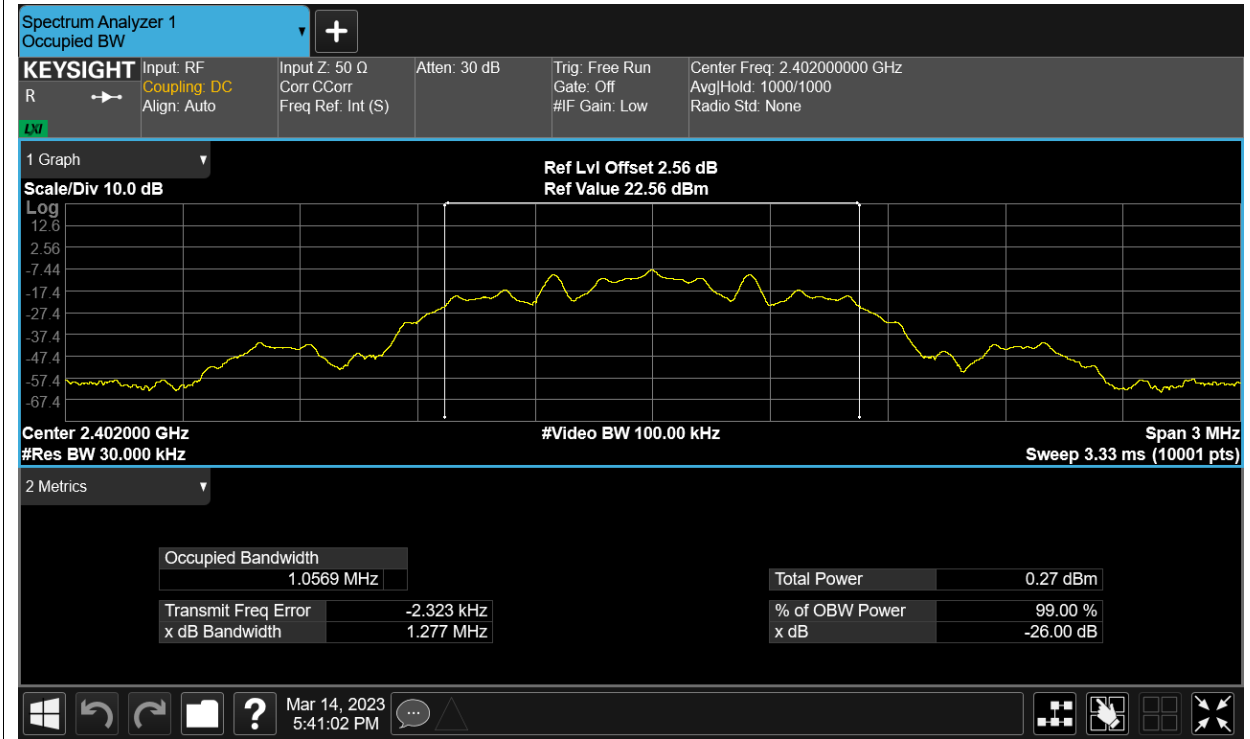 Spectrum Analyzer 1
Occupied BW
KEYSIGHT
R
LXI
Input: RF
Coupling: DC
Align: Auto
Input Z: 50 Ω
Corr CCorr
Freq Ref: Int (S)
Atten: 30 dB
Trig: Free Run
Gate: Off
#IF Gain: Low
Center Freq: 2.402000000 GHz
Avg|Hold: 1000/1000
Radio Std: None
1 Graph
Scale/Div 10.0 dB
Ref Lvl Offset 2.56 dB
Ref Value 22.56 dBm
Log
12.6
2.56
-7.44
-17.4
-27.4
-37.4
-47.4
-57.4
-67.4
Center 2.402000 GHz
#Video BW 100.00 kHz
Span 3 MHz
#Res BW 30.000 kHz
Sweep 3.33 ms (10001 pts)
2 Metrics
Occupied Bandwidth
1.0569 MHz
Total Power 0.27 dBm
Transmit Freq Error -2.323 kHz
% of OBW Power 99.00 %
x dB Bandwidth 1.277 MHz
x dB -26.00 dB
?
Mar 14, 2023
5:41:02 PM